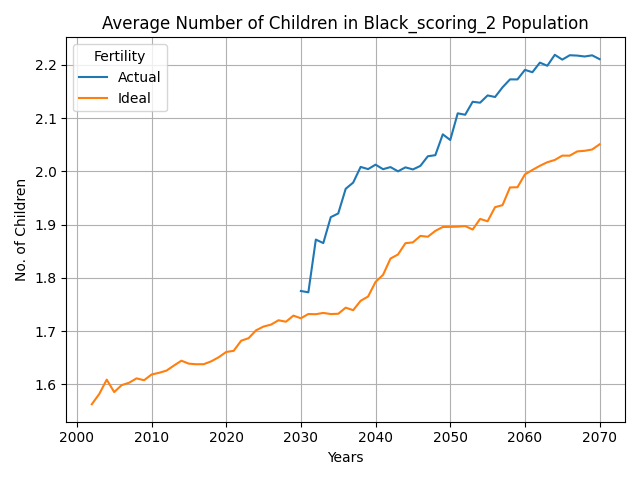 Average Number of Children in Black_scoring_2 Population
Fertility
Actual
Ideal
No. of Children
2.2
2.1
2.0
1.9
1.8
1.7
1.6
2000 2010 2020 2030 2040 2050 2060 2070
Years